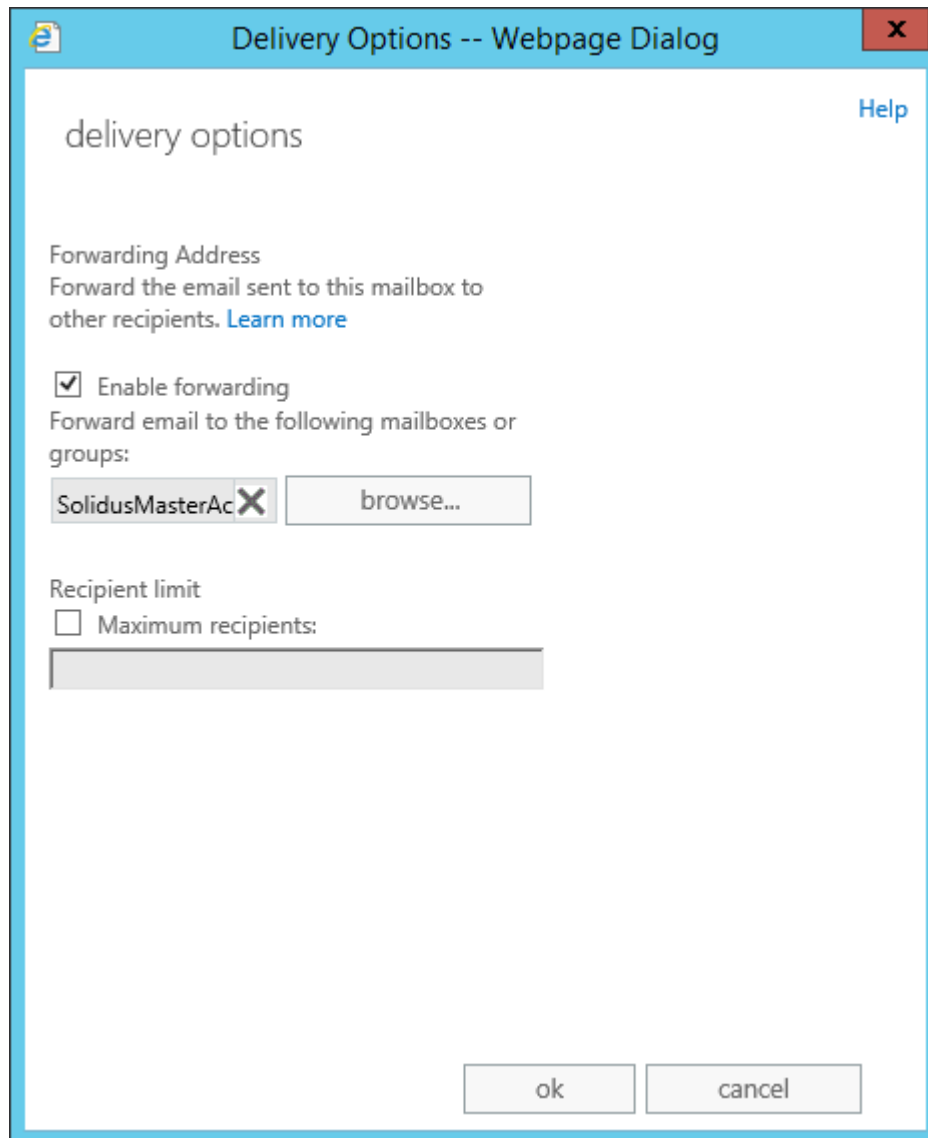 Delivery Options -- Webpage Dialog
x
Help
delivery options
Forwarding Address
Forward the email sent to this mailbox to
other recipients. Learn more
Enable forwarding
Forward email to the following mailboxes or
groups:
SolidusMasterAc
browse...
Recipient limit
Maximum recipients:
ok
cancel